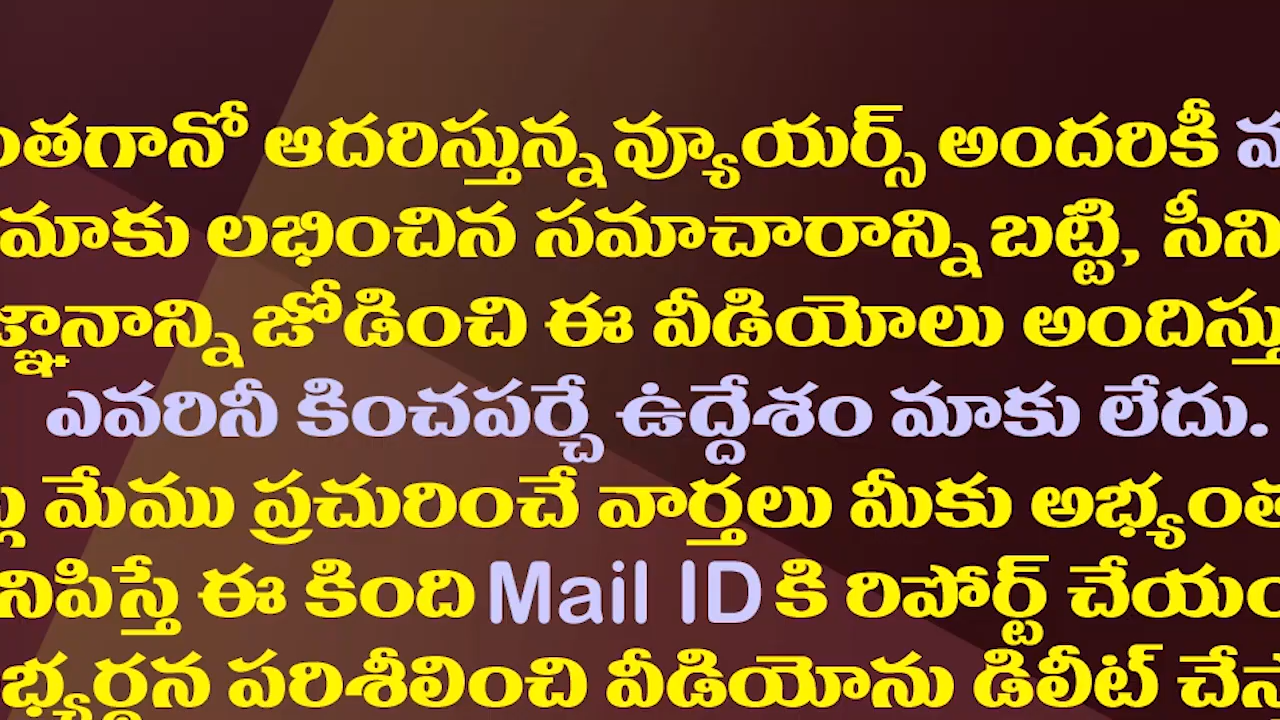 ంతగానో ఆదరిస్తున్న వ్యూయర్స్ అందరికీ
మాకు లభించిన సమాచారాన్ని బట్టి, సీని
జ్ఞానాన్ని జోడించి ఈ వీడియోలు అందిస్తు
ఎవరినీ కించపర్చే ఉద్దేశం మాకు లేదు.
మేము ప్రచురించే వార్తలు మీకు అభ్యంత
నిపిస్తే ఈ కింది Mail ID కి రిపోర్ట్ చేయం
భ్యర్థన పరిశీలించి వీడియోను డిలీట్ చేస